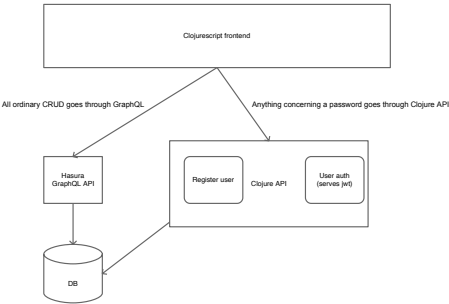 Clojurescript frontend
All ordinary CRUD goes through GraphQL
Anything concerning a password goes through Clojure API
Hasura
GraphQL API
Register user
Clojure API
User auth
(serves jwt)
DB